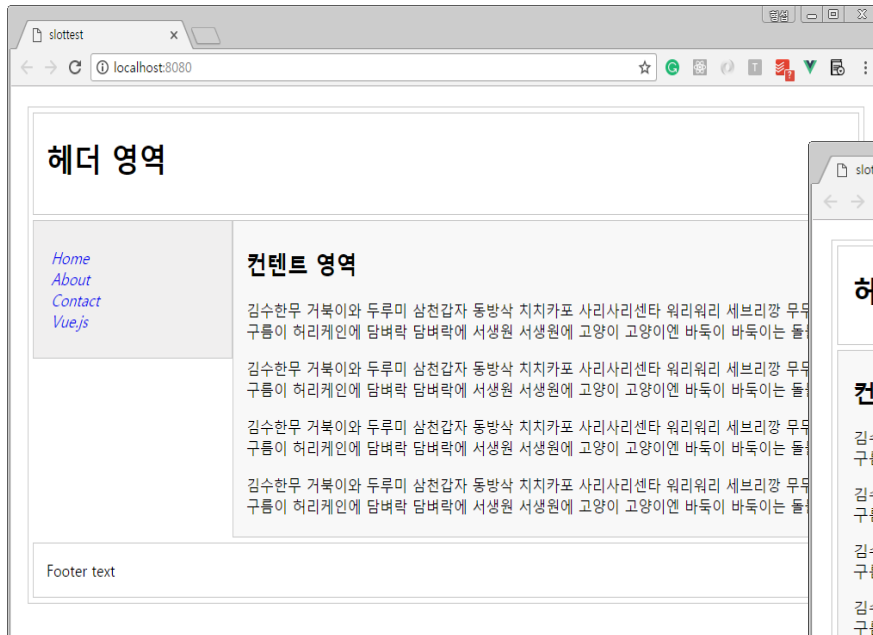 형섭
slottest
localhost:8080
헤더 영역
Home
About
Contact
Vue.js
컨텐트 영역
김수한무 거북이와 두루미 삼천갑자 동방삭 치치카포 사리사리센타 워리워리 세브리깡 무두
구름이 허리케인에 담벼락 담벼락에 서생원 서생원에 고양이 고양이엔 바둑이 바둑이는 돌
김수한무 거북이와 두루미 삼천갑자 동방삭 치치카포 사리사리센타 워리워리 세브리깡 무두
구름이 허리케인에 담벼락 담벼락에 서생원 서생원에 고양이 고양이엔 바둑이 바둑이는 돌
김수한무 거북이와 두루미 삼천갑자 동방삭 치치카포 사리사리센타 워리워리 세브리깡 무두
구름이 허리케인에 담벼락 담벼락에 서생원 서생원에 고양이 고양이엔 바둑이 바둑이는 돌
김수한무 거북이와 두루미 삼천갑자 동방삭 치치카포 사리사리센타 워리워리 세브리깡 무두
구름이 허리케인에 담벼락 담벼락에 서생원 서생원에 고양이 고양이엔 바둑이 바둑이는 돌
Footer text
slot